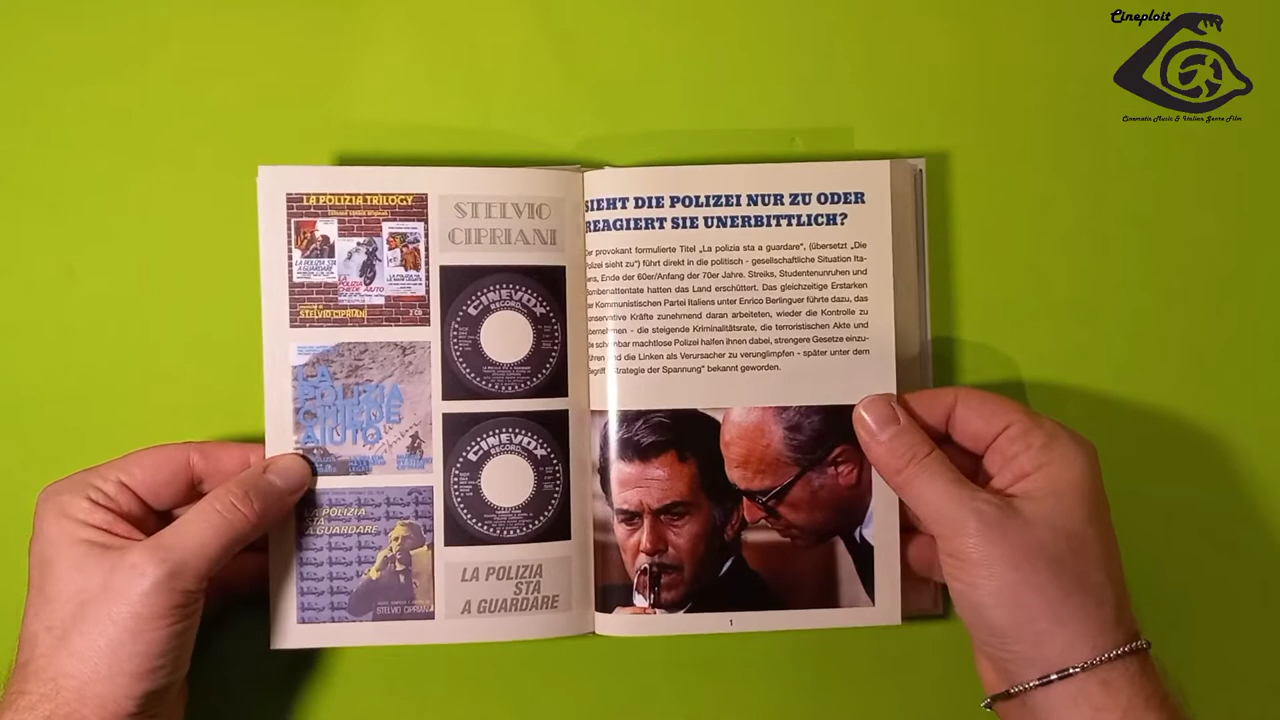 Cineploit
Cinematic Music & Italian Genre Film
LA POLIZIA TRILOGY
LA POLIZIA STA
A GUARDARE
LA
POLIZIA
CHIEDE AIUTO
LA POLIZIA HA
LE MANI LEGATE
STELVIO CIPRIANI
2 CD
LA
POLIZIA
CHIEDE
AIUTO
LA POLIZIA
STA
A GUARDARE
STELVIO CIPRIANI
STELVIO
CIPRIANI
CINEVOX
RECORD
CINEVOX
RECORD
LA POLIZIA
STA
A GUARDARE
SIEHT DIE POLIZEI NUR ZU ODER
REAGIERT SIE UNERBITTLICH?
Der provokant formulierte Titel „La polizia sta a guardare", (übersetzt „Die
Polizei sieht zu") führt direkt in die politisch - gesellschaftliche Situation Ita-
liens, Ende der 60er/Anfang der 70er Jahre. Streiks, Studentenunruhen und
Bombenattentate hatten das Land erschüttert. Das gleichzeitige Erstarken
der Kommunistischen Partei Italiens unter Enrico Berlinguer führte dazu, das
konservative Kräfte zunehmend daran arbeiteten, wieder die Kontrolle zu
übernehmen - die steigende Kriminalitätsrate, die terroristischen Akte und
die scheinbar machtlose Polizei halfen ihnen dabei, strengere Gesetze einzu-
führen und die Linken als Verursacher zu verunglimpfen - später unter dem
Begriff „Strategie der Spannung" bekannt geworden.
1